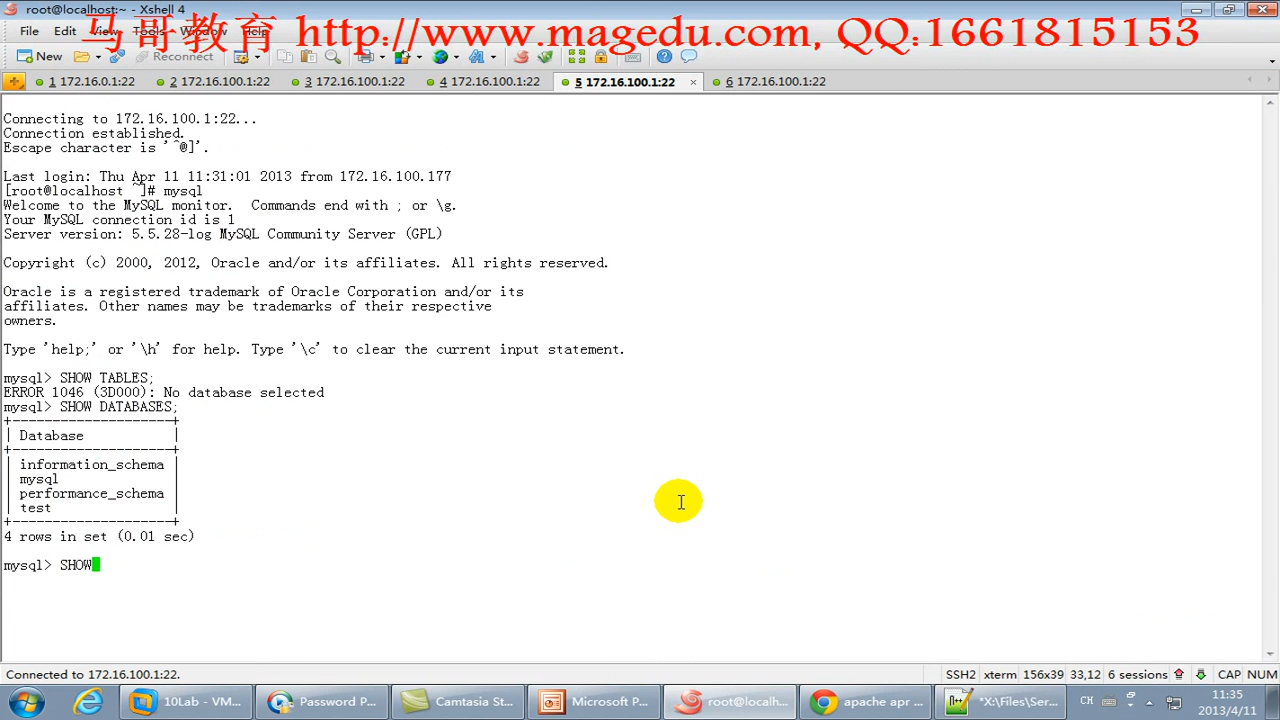 root@localhost:~ - Xshell 4
马哥教育 http://www.magedu.com, QQ:1661815153
File Edit View Tools Window Help
New Reconnect
1 172.16.0.1:22 2 172.16.100.1:22 3 172.16.100.1:22 4 172.16.100.1:22 5 172.16.100.1:22 6 172.16.100.1:22
Connecting to 172.16.100.1:22...
Connection established.
Escape character is '^@]'.
Last login: Thu Apr 11 11:31:01 2013 from 172.16.100.177
[root@localhost ~]# mysql
Welcome to the MySQL monitor.  Commands end with ; or \g.
Your MySQL connection id is 1
Server version: 5.5.28-log MySQL Community Server (GPL)
Copyright (c) 2000, 2012, Oracle and/or its affiliates. All rights reserved.
Oracle is a registered trademark of Oracle Corporation and/or its
affiliates. Other names may be trademarks of their respective
owners.
Type 'help;' or '\h' for help. Type '\c' to clear the current input statement.
mysql> SHOW TABLES;
ERROR 1046 (3D000): No database selected
mysql> SHOW DATABASES;
+--------------------+
| Database           |
+--------------------+
| information_schema |
| mysql              |
| performance_schema |
| test               |
+--------------------+
4 rows in set (0.01 sec)
mysql> SHOW
Connected to 172.16.100.1:22. SSH2 xterm 156x39 33,12 6 sessions CAP NUM
10Lab - VM... Password P... Camtasia St... Microsoft P... root@localh... apache apr ... *X:\Files\Ser... CH 11:35
2013/4/11